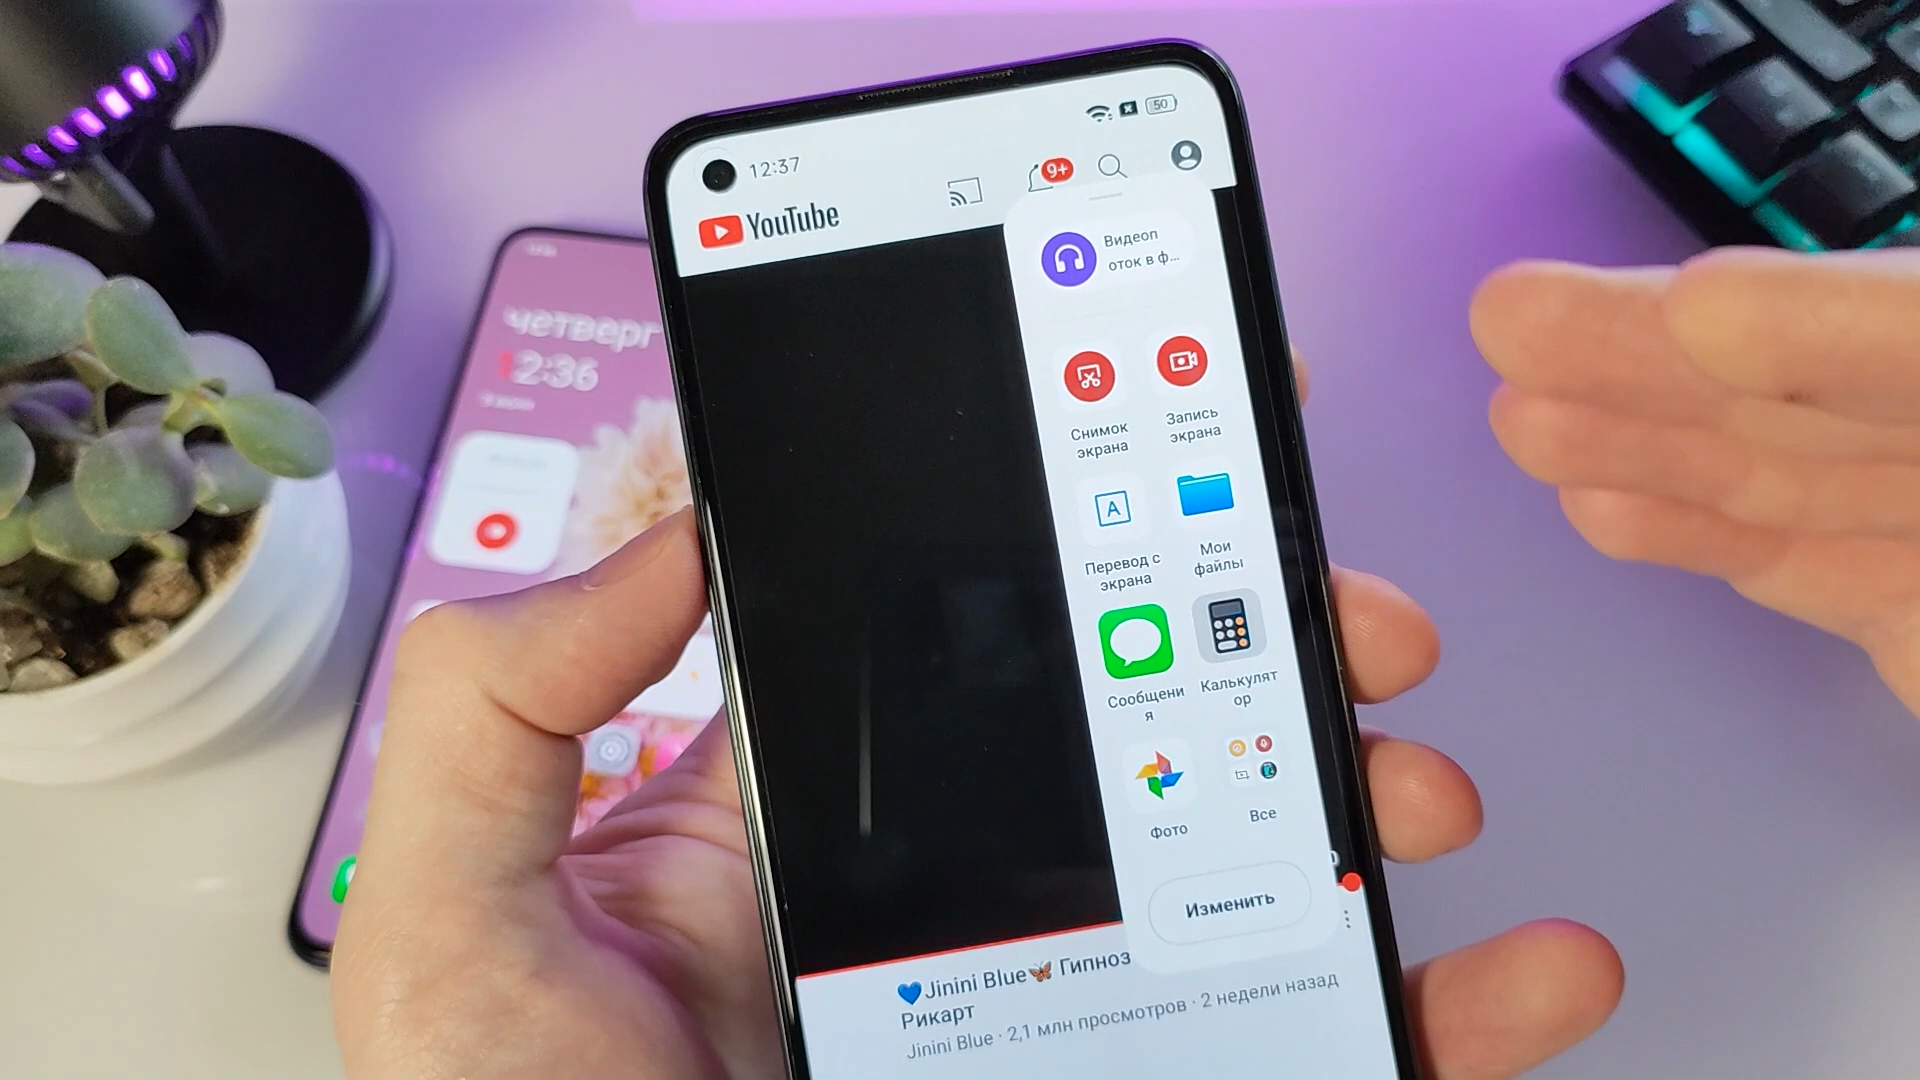 12:37
50
YouTube
9+
Видеоп
оток в ф...
Снимок
экрана
Запись
экрана
A
Перевод с
экрана
Мои
файлы
Сообщени
я
Калькулят
ор
Фото
Все
Изменить
💙Jinini Blue🦋 Гипноз
Рикарт
Jinini Blue · 2,1 млн просмотров · 2 недели назад
четверг
12:36